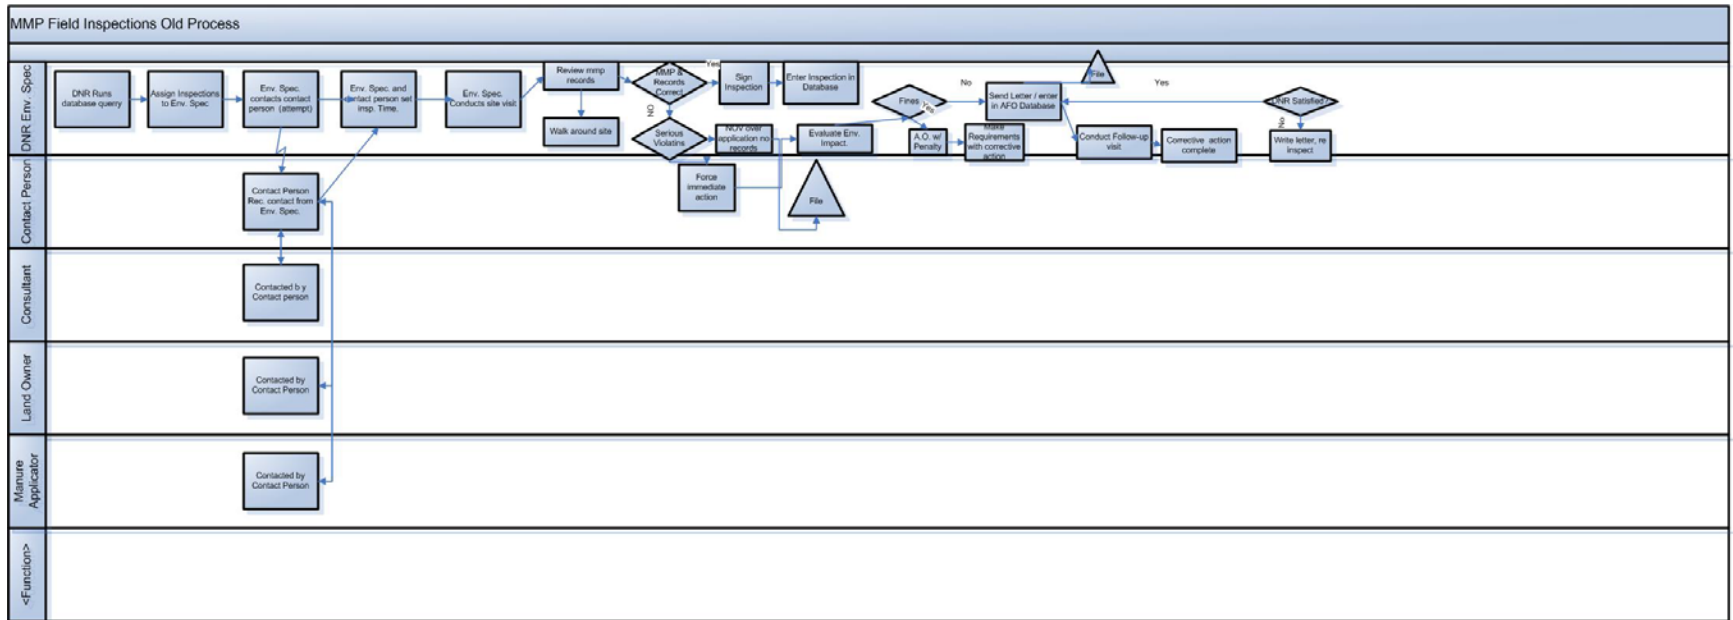 MMP Field Inspections Old Process
DNR Env. Spec
DNR Runs
database querry
Assign Inspections
to Env. Spec
Env. Spec.
contacts contact
person (attempt)
Env. Spec. and
contact person set
insp. Time.
Env. Spec.
Conducts site visit
Review mmp
records
Walk around site
MMP &
Records
Correct
Yes
NO
Sign
Inspection
Enter Inspection in
Database
Serious
Violatins
NOV over
application no
records
Evaluate Env.
Impact.
Fines
No
Yes
A.O. w/
Penalty
Make
Requirements
with corrective
action
Send Letter / enter
in AFO Database
File
Conduct Follow-up
visit
Corrective action
complete
Yes
DNR Satisfied?
No
Write letter, re
inspect
Contact Person
Contact Person
Rec. contact from
Env. Spec.
Force
immediate
action
File
Consultant
Contacted b y
Contact person
Land Owner
Contacted by
Contact Person
Manure
Applicator
Contacted by
Contact Person
<Function>